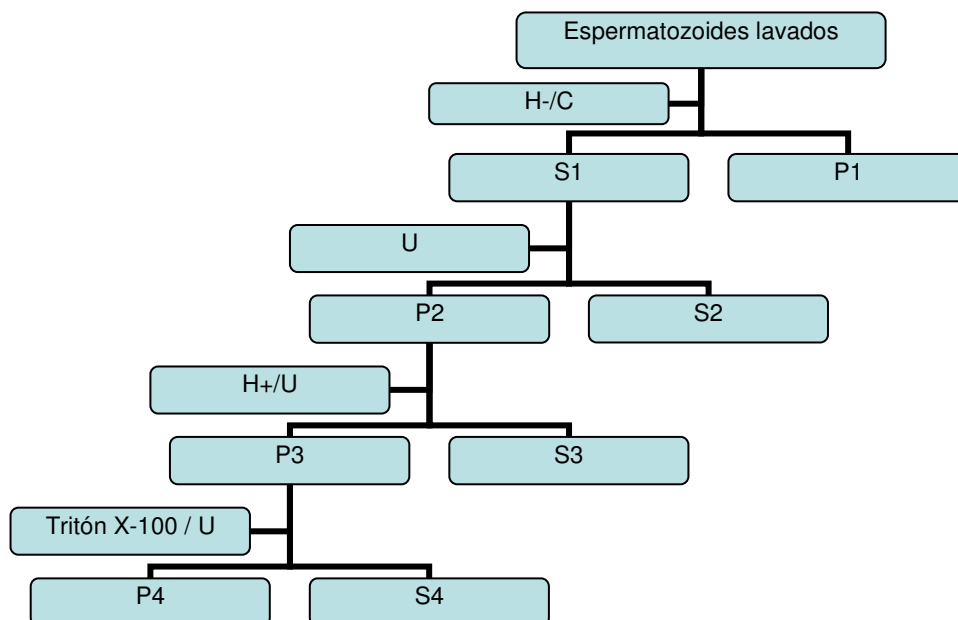 Espermatozoides lavados
H-/C
S1
P1
U
P2
S2
H+/U
P3
S3
Tritón X-100 / U
P4
S4